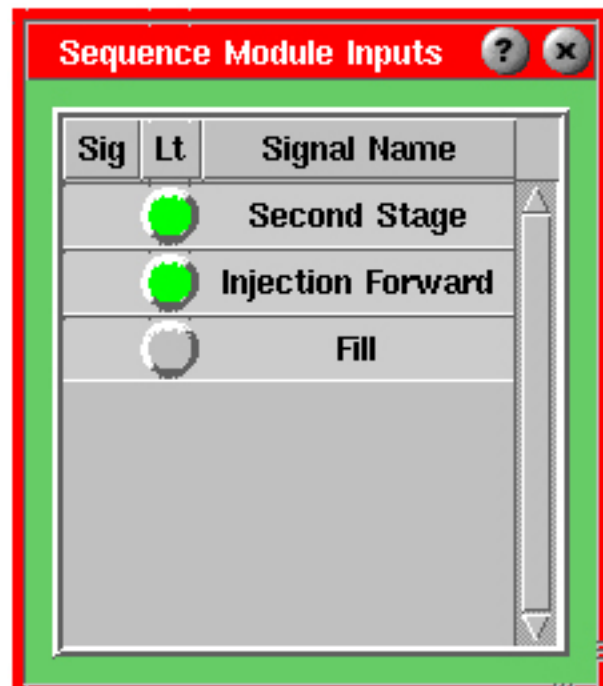 Sequence Module Inputs ? x
Sig Lt Signal Name
Second Stage
Injection Forward
Fill